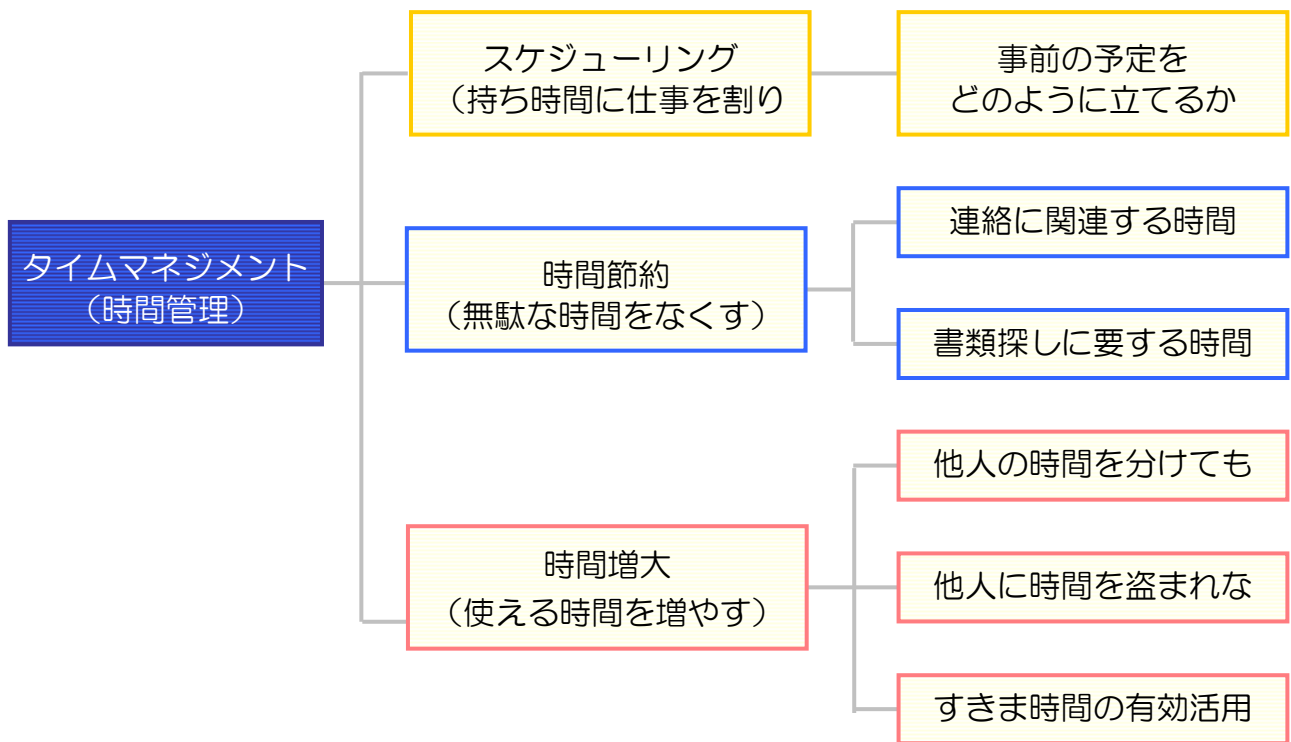 スケジューリング
（持ち時間に仕事を割り
事前の予定を
どのように立てるか
タイムマネジメント
（時間管理）
時間節約
（無駄な時間をなくす）
連絡に関連する時間
書類探しに要する時間
時間増大
（使える時間を増やす）
他人の時間を分けても
他人に時間を盗まれな
すきま時間の有効活用